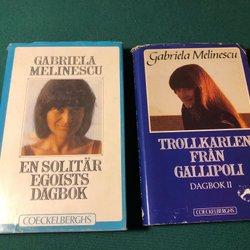 GABRIELA
MELINESCU
EN SOLITÄR
EGOISTS
DAGBOK
COECKELBERGHS
Gabriela Melinescu
TROLLKARLEN
FRÅN
GALLIPOLI
DAGBOK II
COECKELBERGHS